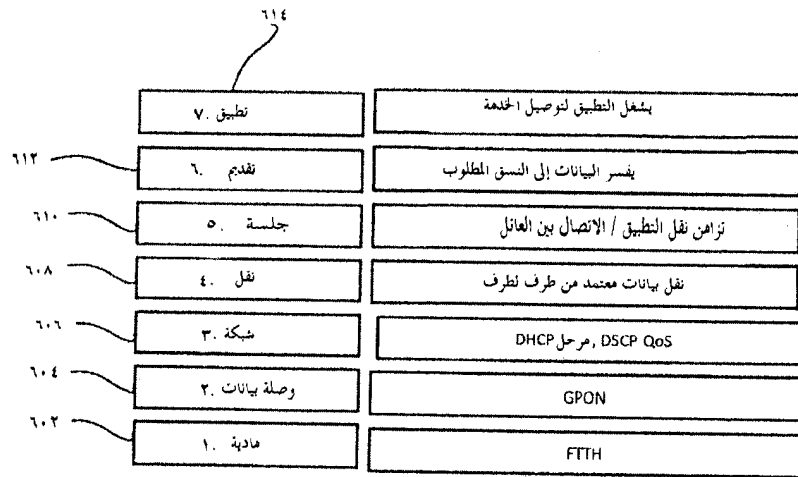 ٦١٤
٧. تطبيق
يشغل التطبيق لتوصيل الخدمة
٦١٢
٦. تقديم
يفسر البيانات إلى النسق المطلوب
٦١٠
٥. جلسة
تزامن نقل التطبيق / الاتصال بين العائل
٦٠٨
٤. نقل
نقل بيانات معتمد من طرف لطرف
٦٠٦
٣. شبكة
DHCP مرحل, DSCP QoS
٦٠٤
٢. وصلة بيانات
GPON
٦٠٢
١. مادية
FTTH